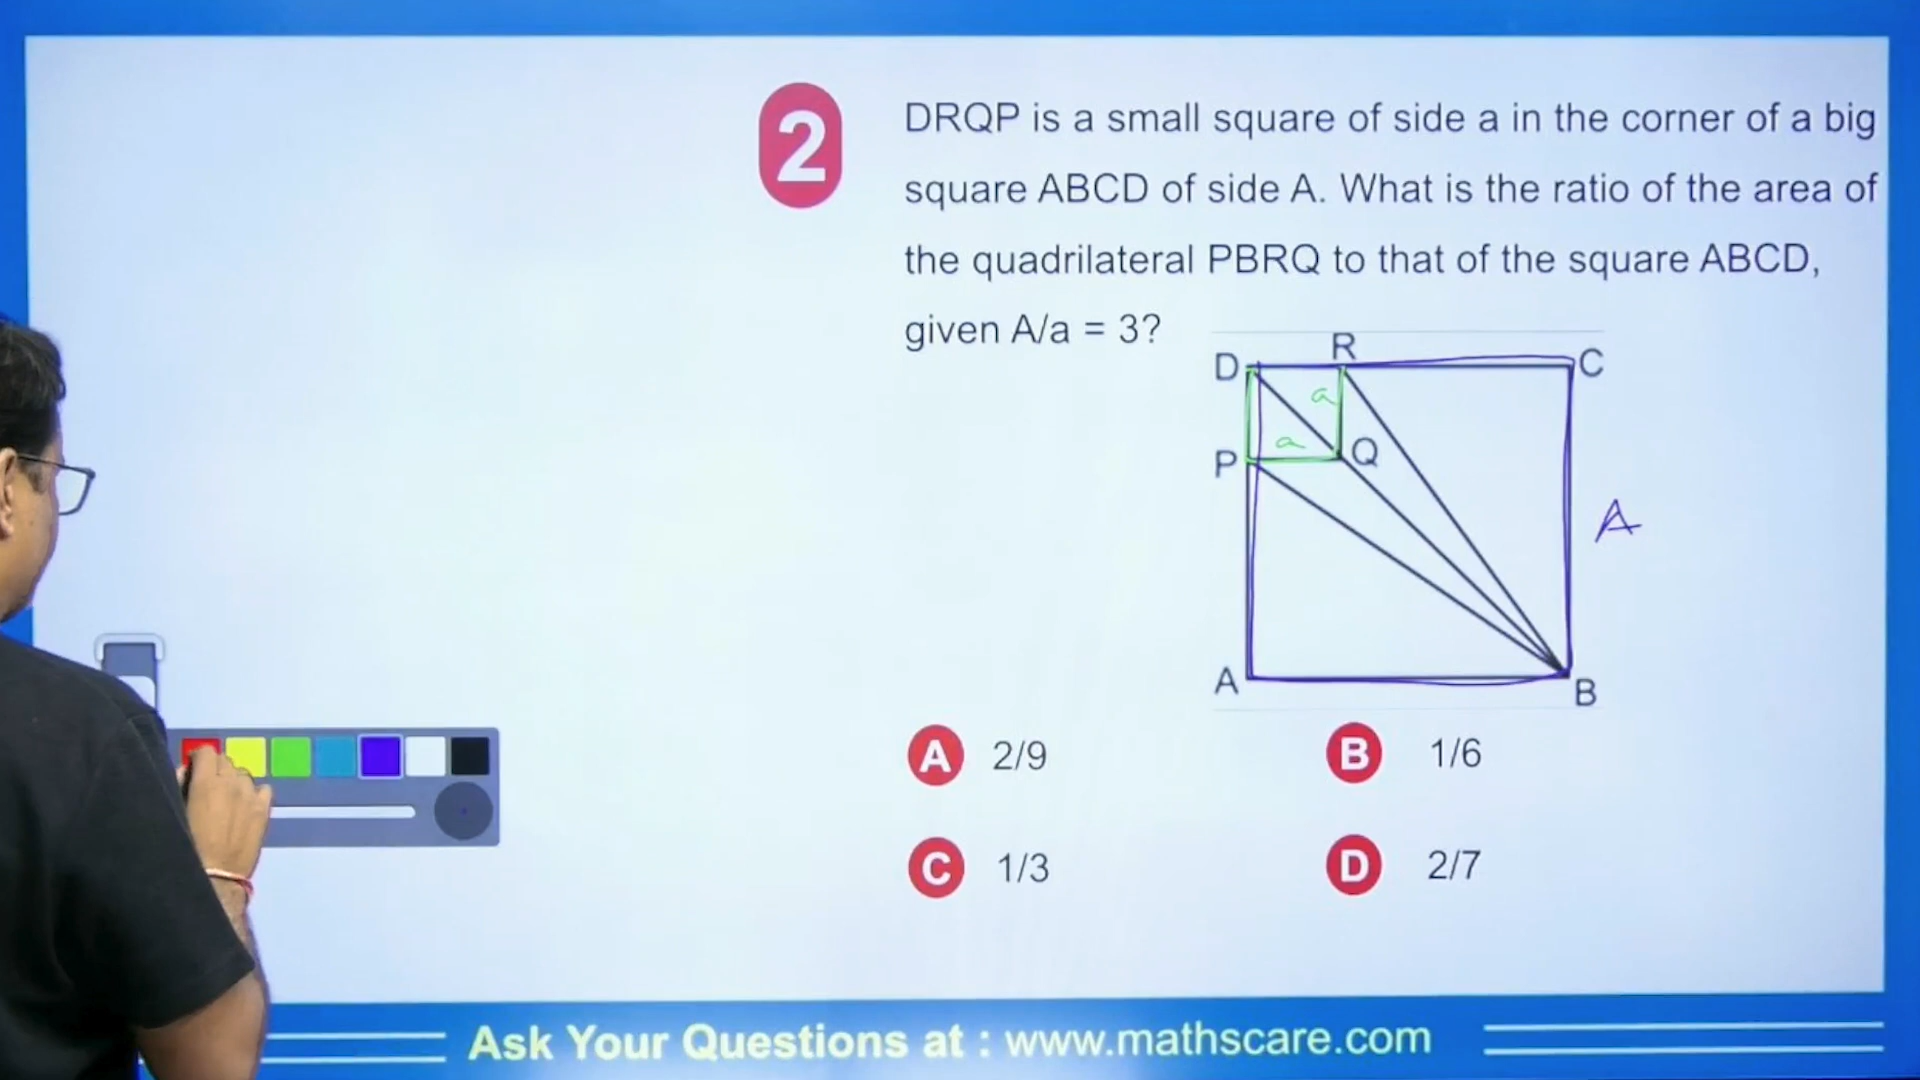 2
DRQP is a small square of side a in the corner of a big
square ABCD of side A. What is the ratio of the area of
the quadrilateral PBRQ to that of the square ABCD,
given A/a = 3?
R
D
C
a
a
Q
P
A
A
B
A 2/9
B 1/6
C 1/3
D 2/7
Ask Your Questions at : www.mathscare.com